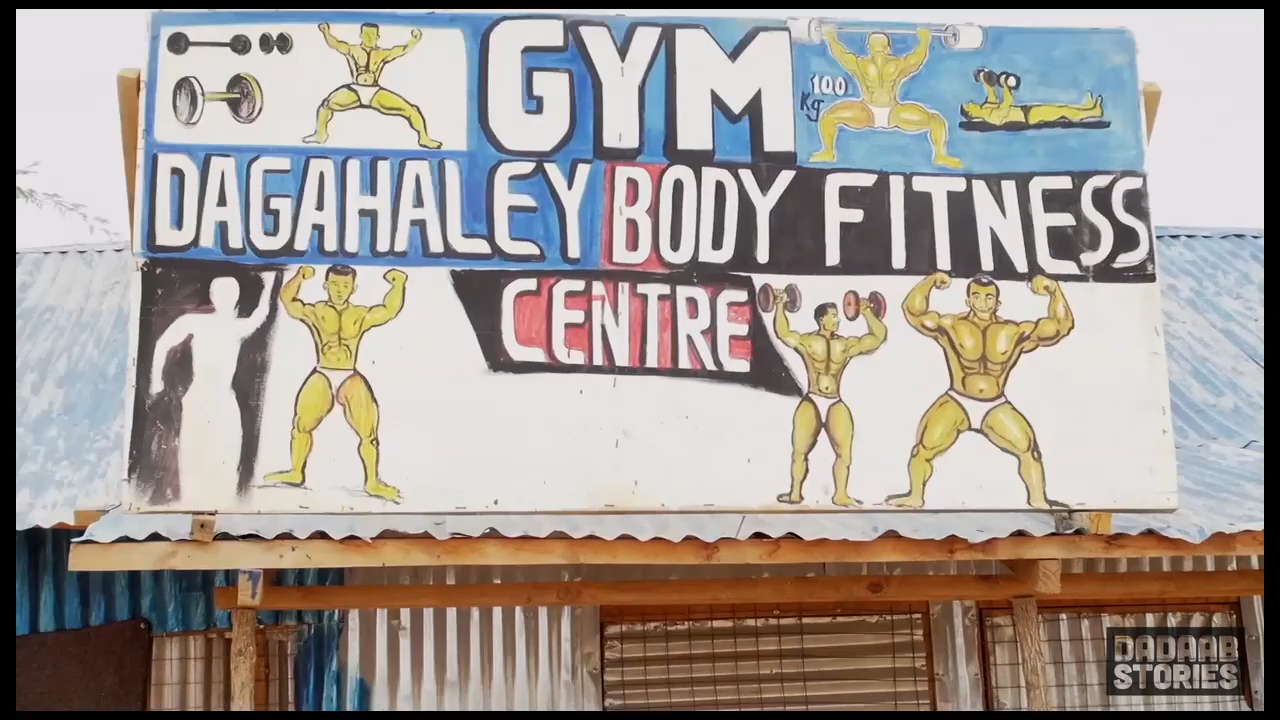 GYM
100
Kg
DAGAHALEY BODY FITNESS
CENTRE
DADAAB
STORIES